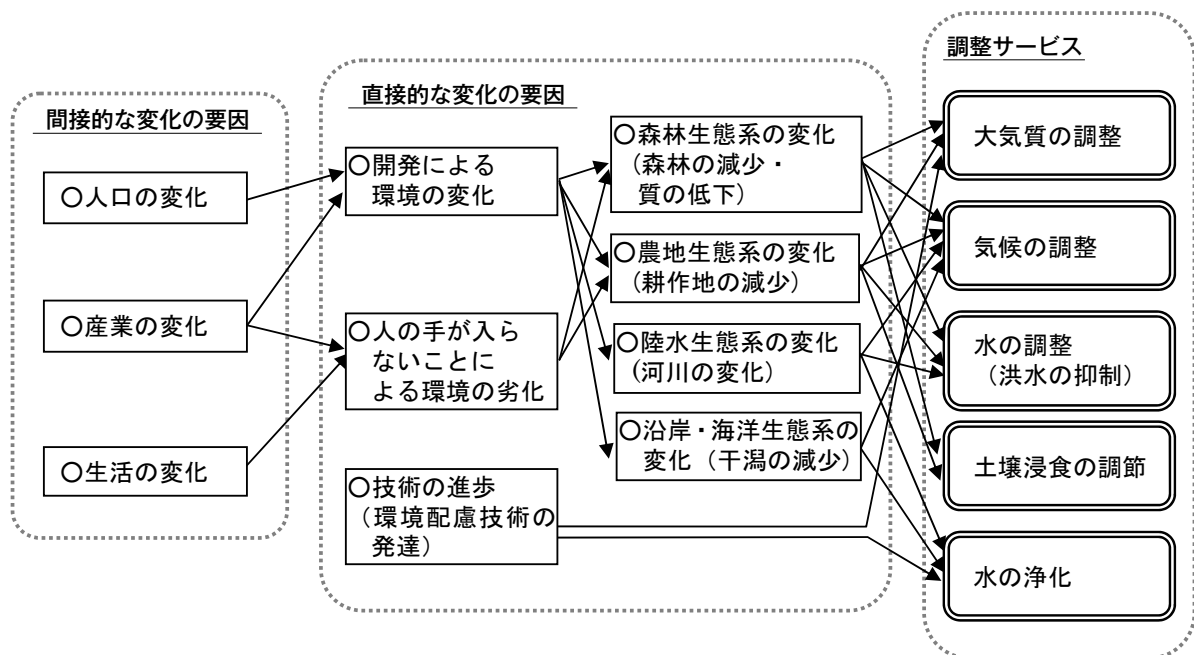 間接的な変化の要因
○人口の変化
○産業の変化
○生活の変化
直接的な変化の要因
○開発による
環境の変化
○人の手が入ら
ないことに
よる環境の劣化
○技術の進歩
(環境配慮技術の
発達)
○森林生態系の変化
(森林の減少・
質の低下)
○農地生態系の変化
(耕作地の減少)
○陸水生態系の変化
(河川の変化)
○沿岸・海洋生態系の
変化(干潟の減少)
調整サービス
大気質の調整
気候の調整
水の調整
(洪水の抑制)
土壌浸食の調節
水の浄化